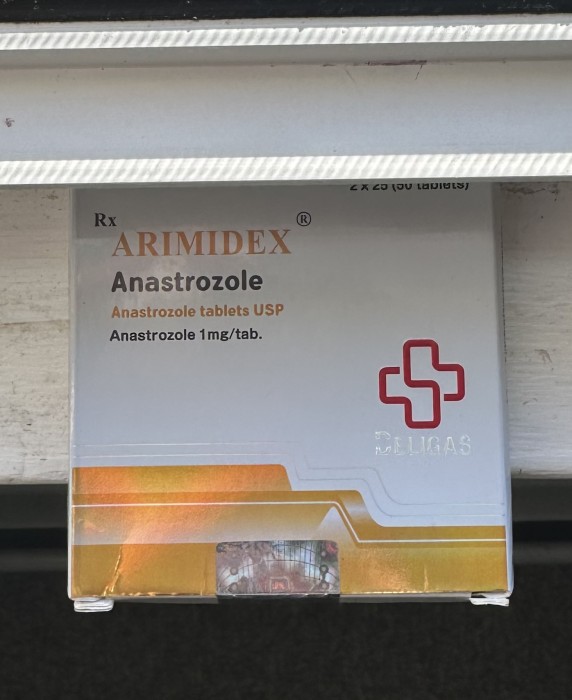 2 x 25 (50 tablets)
Rx
ARIMIDEX®
Anastrozole
Anastrozole tablets USP
Anastrozole 1mg/tab.
BELIGAS